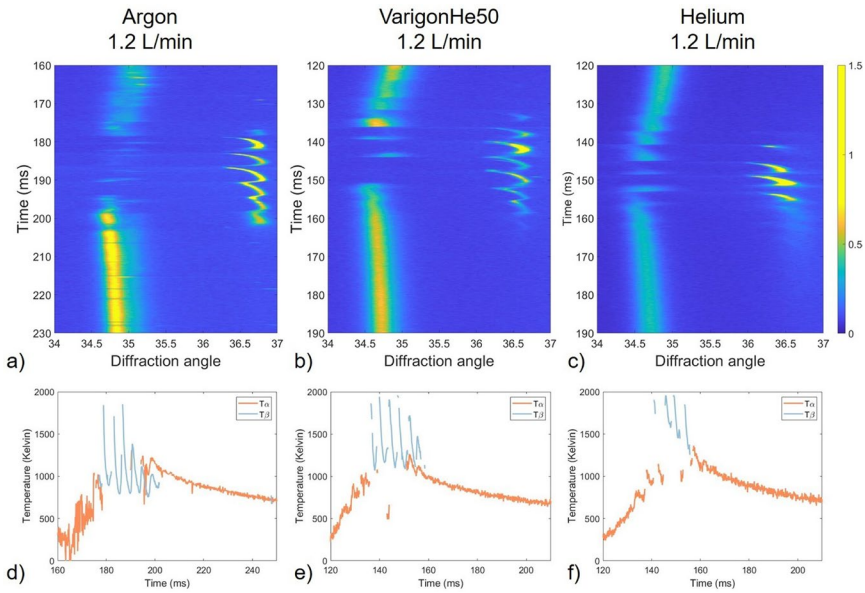 Argon
1.2 L/min
VarigonHe50
1.2 L/min
Helium
1.2 L/min
160
170
180
190
200
210
220
230
Time (ms)
34
34.5
35
35.5
36
36.5
37
Diffraction angle
a)
120
130
140
150
160
170
180
190
Time (ms)
34
34.5
35
35.5
36
36.5
37
Diffraction angle
b)
120
130
140
150
160
170
180
190
Time (ms)
34
34.5
35
35.5
36
36.5
37
Diffraction angle
c)
1.5
1
0.5
0
2000
1500
1000
500
0
Temperature (Kelvin)
Tα
Tβ
160
180
200
220
240
Time (ms)
d)
2000
1500
1000
500
0
Temperature (Kelvin)
Tα
Tβ
120
140
160
180
200
Time (ms)
e)
2000
1500
1000
500
0
Temperature (Kelvin)
Tα
Tβ
120
140
160
180
200
Time (ms)
f)